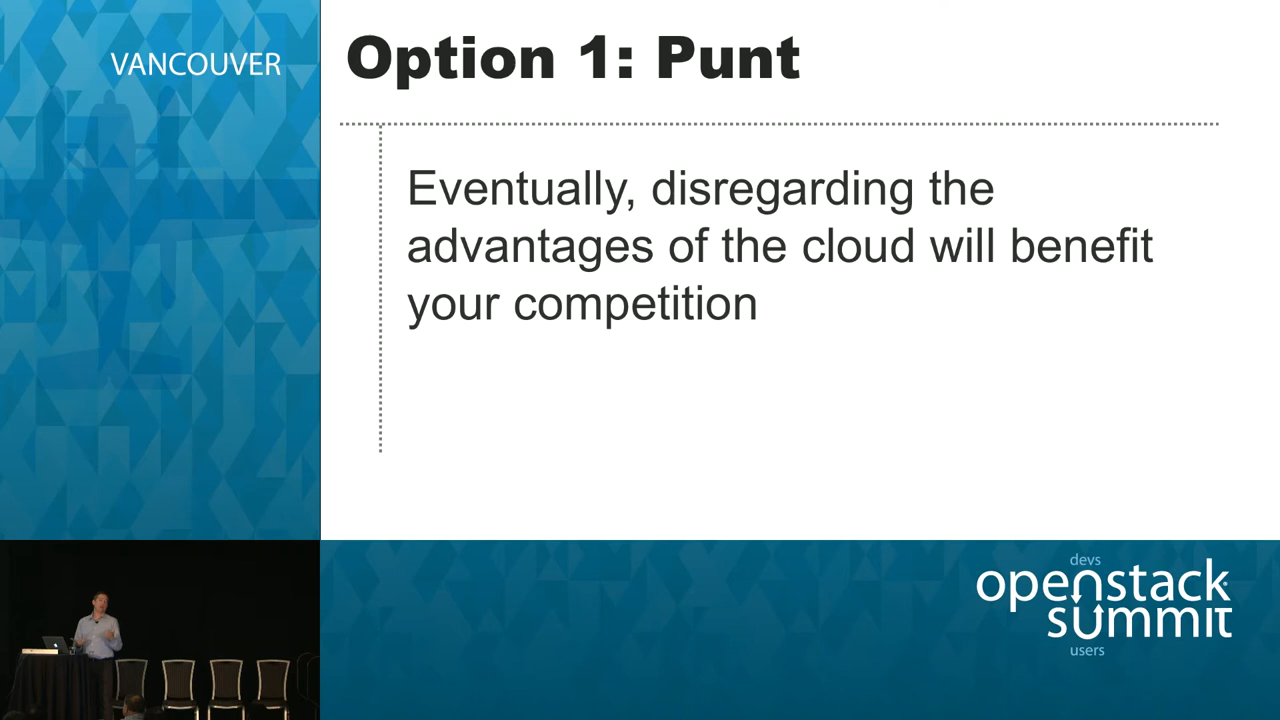 VANCOUVER
Option 1: Punt
Eventually, disregarding the
advantages of the cloud will benefit
your competition
devs
openstack
summit
users